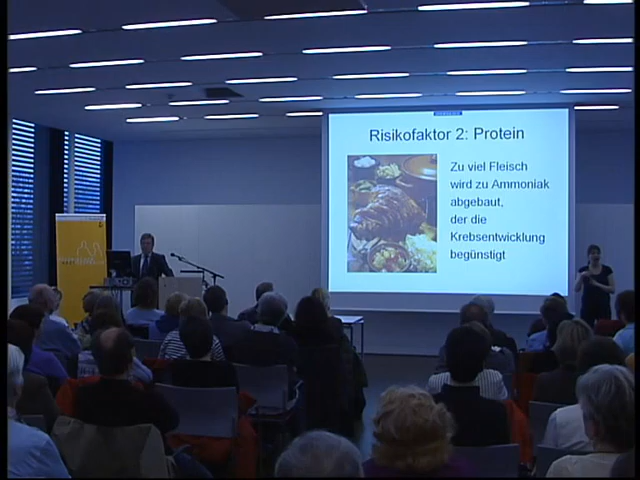 Risikofaktor 2: Protein
Zu viel Fleisch
wird zu Ammoniak
abgebaut,
der die
Krebsentwicklung
begünstigt